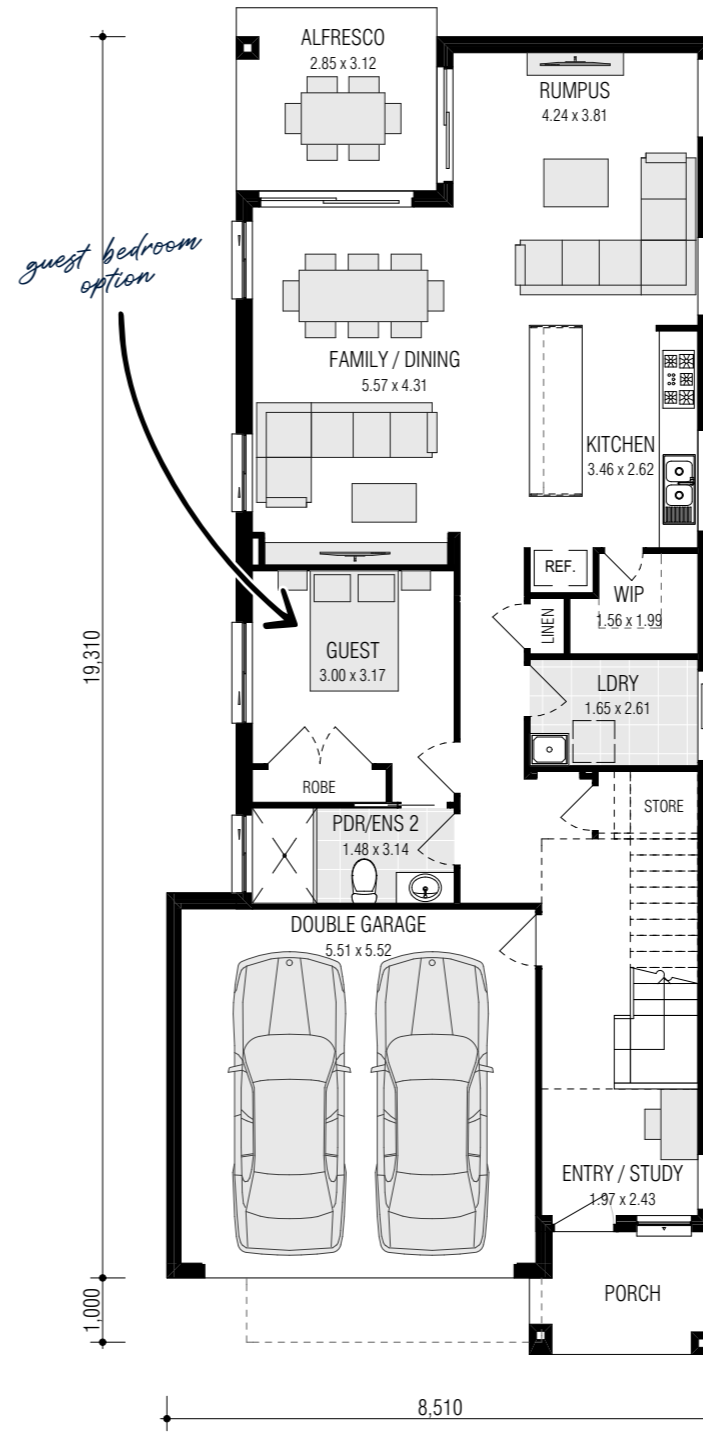 ALFRESCO
2.85 x 3.12
RUMPUS
4.24 x 3.81
guest bedroom
option
FAMILY / DINING
5.57 x 4.31
KITCHEN
3.46 x 2.62
REF.
WIP
1.56 x 1.99
LINEN
GUEST
3.00 x 3.17
LDRY
1.65 x 2.61
19,310
ROBE
STORE
PDR/ENS 2
1.48 x 3.14
DOUBLE GARAGE
5.51 x 5.52
ENTRY / STUDY
1.97 x 2.43
PORCH
1,000
8,510